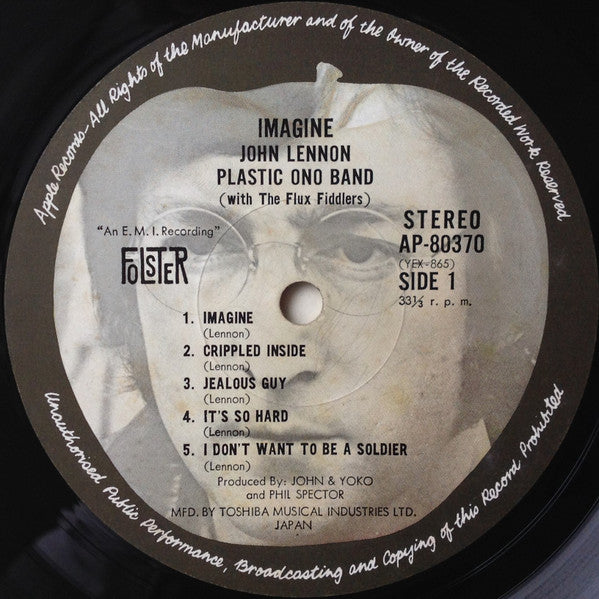 Apple Records-All Rights of the Manufacturer and of the Owner of the Recorded Work Reserved
IMAGINE
JOHN LENNON
PLASTIC ONO BAND
(with The Flux Fiddlers)
"An E.M.I. Recording"
FOLSTER
STEREO
AP-80370
(YEX-865)
SIDE 1
33⅓ r. p. m.
1. IMAGINE
(Lennon)
2. CRIPPLED INSIDE
(Lennon)
3. JEALOUS GUY
(Lennon)
4. IT'S SO HARD
(Lennon)
5. I DON'T WANT TO BE A SOLDIER
(Lennon)
Produced By: JOHN & YOKO
and PHIL SPECTOR
MFD. BY TOSHIBA MUSICAL INDUSTRIES LTD.
JAPAN
Unauthorised Public Performance, Broadcasting and Copying of this Record Prohibited